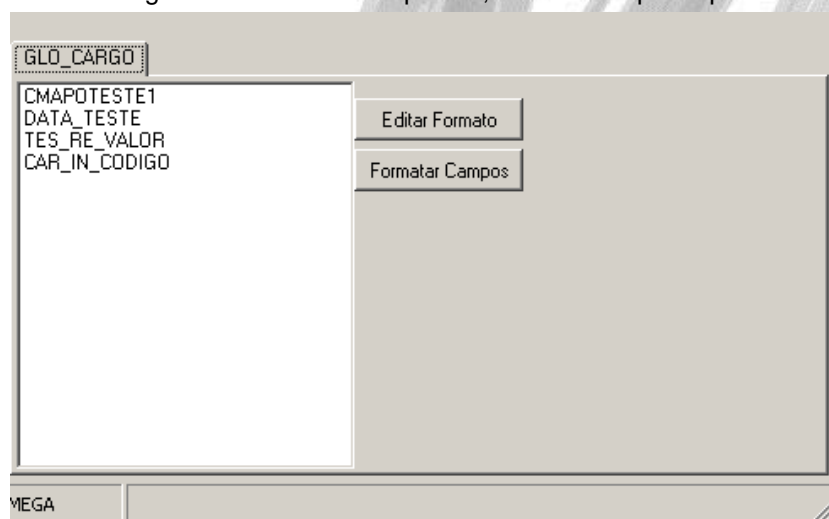 GLO_CARGO
CMAPOTESTE1
DATA_TESTE
TES_RE_VALOR
CAR_IN_CODIGO
Editar Formato
Formatar Campos
MEGA